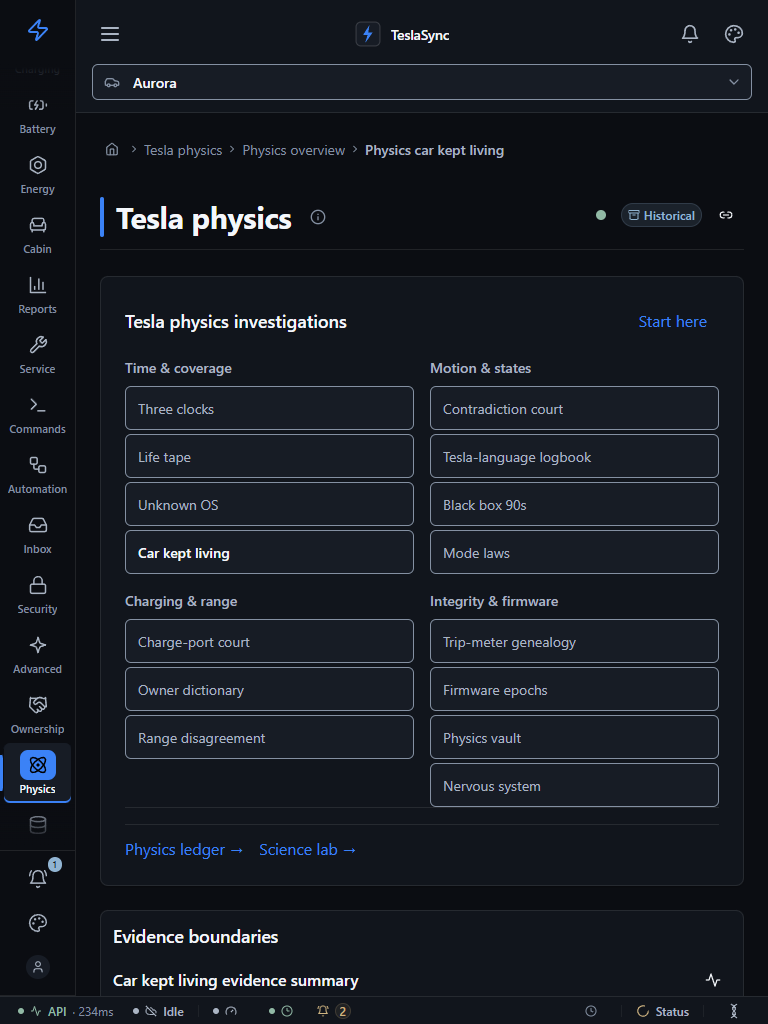 TeslaSync
Aurora
Charging
Battery
Energy
Cabin
Reports
Service
Commands
Automation
Inbox
Security
Advanced
Ownership
Physics
1
Tesla physics > Physics overview > Physics car kept living
Tesla physics
Historical
Tesla physics investigations
Start here
Time & coverage
Three clocks
Life tape
Unknown OS
Car kept living
Motion & states
Contradiction court
Tesla-language logbook
Black box 90s
Mode laws
Charging & range
Charge-port court
Owner dictionary
Range disagreement
Integrity & firmware
Trip-meter genealogy
Firmware epochs
Physics vault
Nervous system
Physics ledger → Science lab →
Evidence boundaries
Car kept living evidence summary
API · 234ms Idle 2 Status